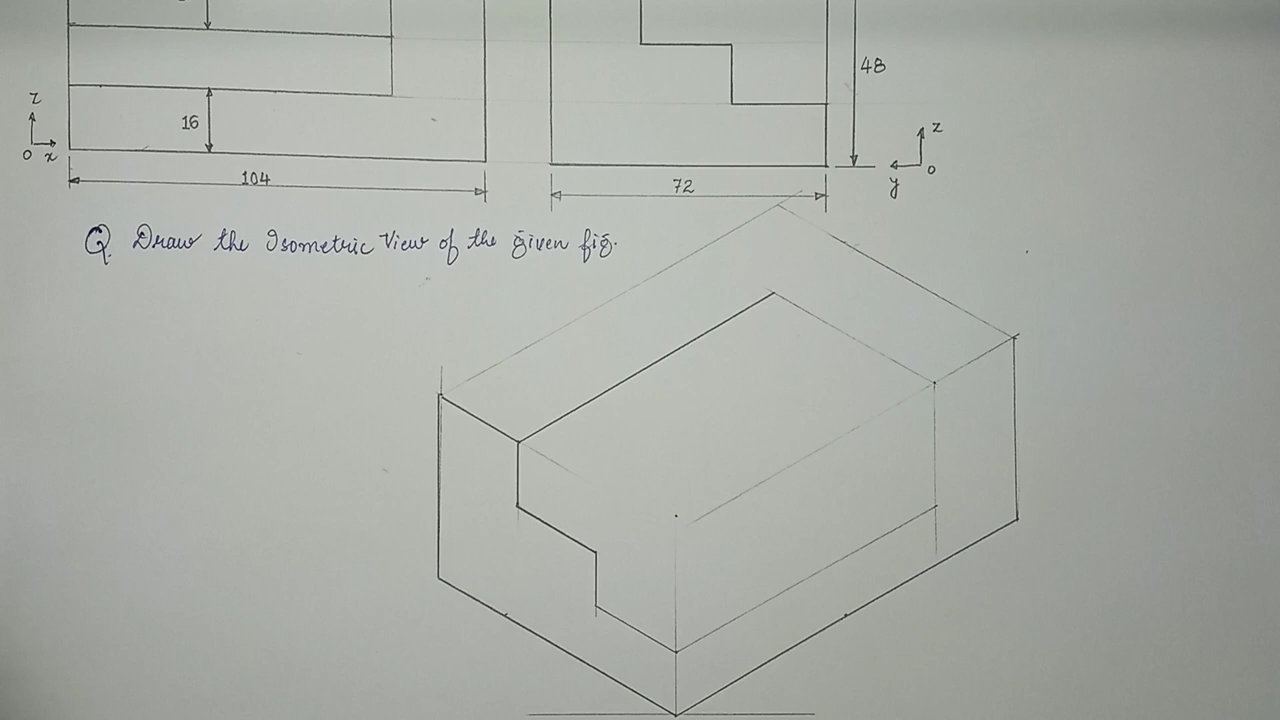 48
z
16
z
O x
O
y
104
72
Q. Draw the Isometric View of the given fig.